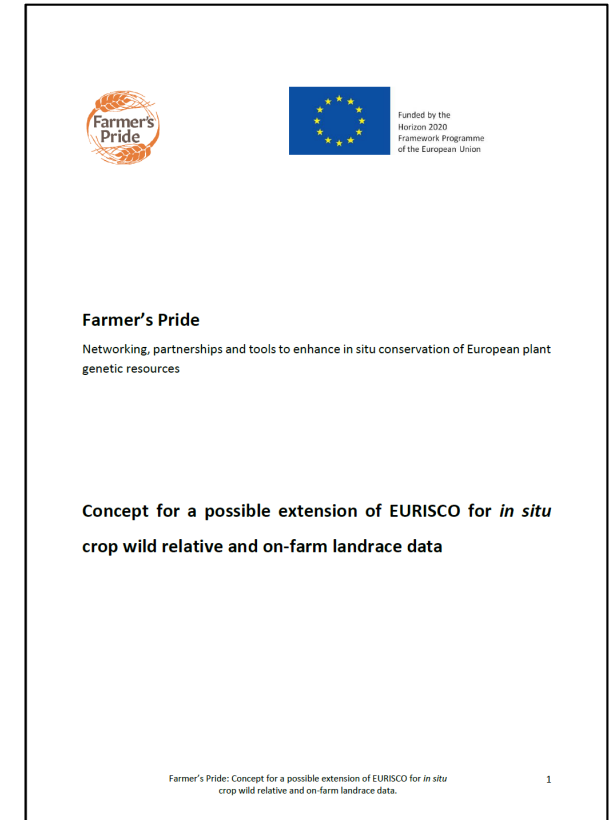 Farmer's
Pride
Funded by the
Horizon 2020
Framework Programme
of the European Union
Farmer's Pride
Networking, partnerships and tools to enhance in situ conservation of European plant
genetic resources
Concept for a possible extension of EURISCO for in situ
crop wild relative and on-farm landrace data
Farmer's Pride: Concept for a possible extension of EURISCO for in situ
crop wild relative and on-farm landrace data.
1